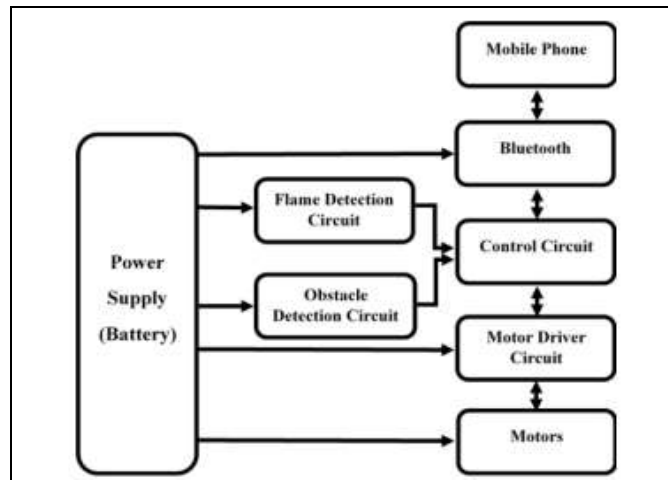 Mobile Phone
Bluetooth
Flame Detection
Circuit
Control Circuit
Power
Supply
(Battery)
Obstacle
Detection Circuit
Motor Driver
Circuit
Motors